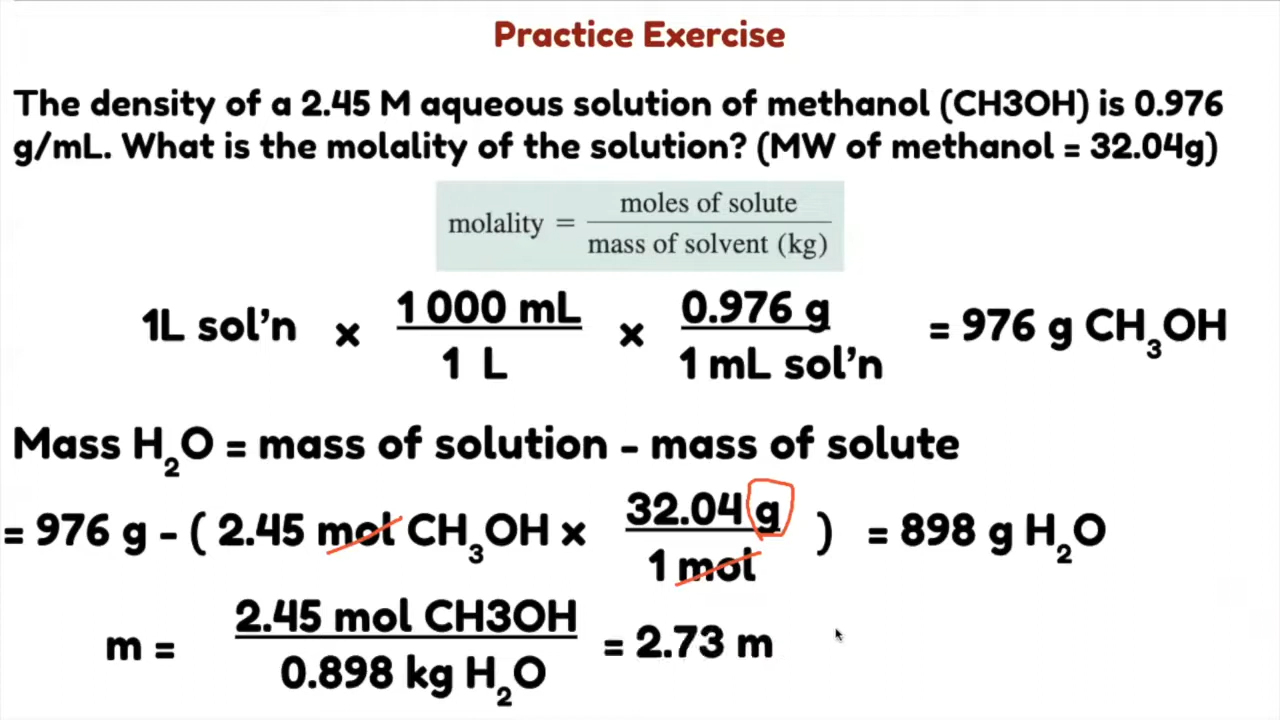 Practice Exercise
The density of a 2.45 M aqueous solution of methanol (CH3OH) is 0.976
g/mL. What is the molality of the solution? (MW of methanol = 32.04g)
molality = moles of solute / mass of solvent (kg)
1L sol’n x 1 000 mL / 1 L x 0.976 g / 1 mL sol’n = 976 g CH₃OH
Mass H₂O = mass of solution - mass of solute
= 976 g - ( 2.45 mol CH₃OH x 32.04 g / 1 mol ) = 898 g H₂O
m = 2.45 mol CH3OH / 0.898 kg H₂O = 2.73 m